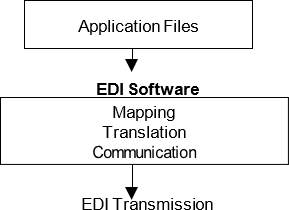 Application Files
EDI Software
Mapping
Translation
Communication
EDI Transmission